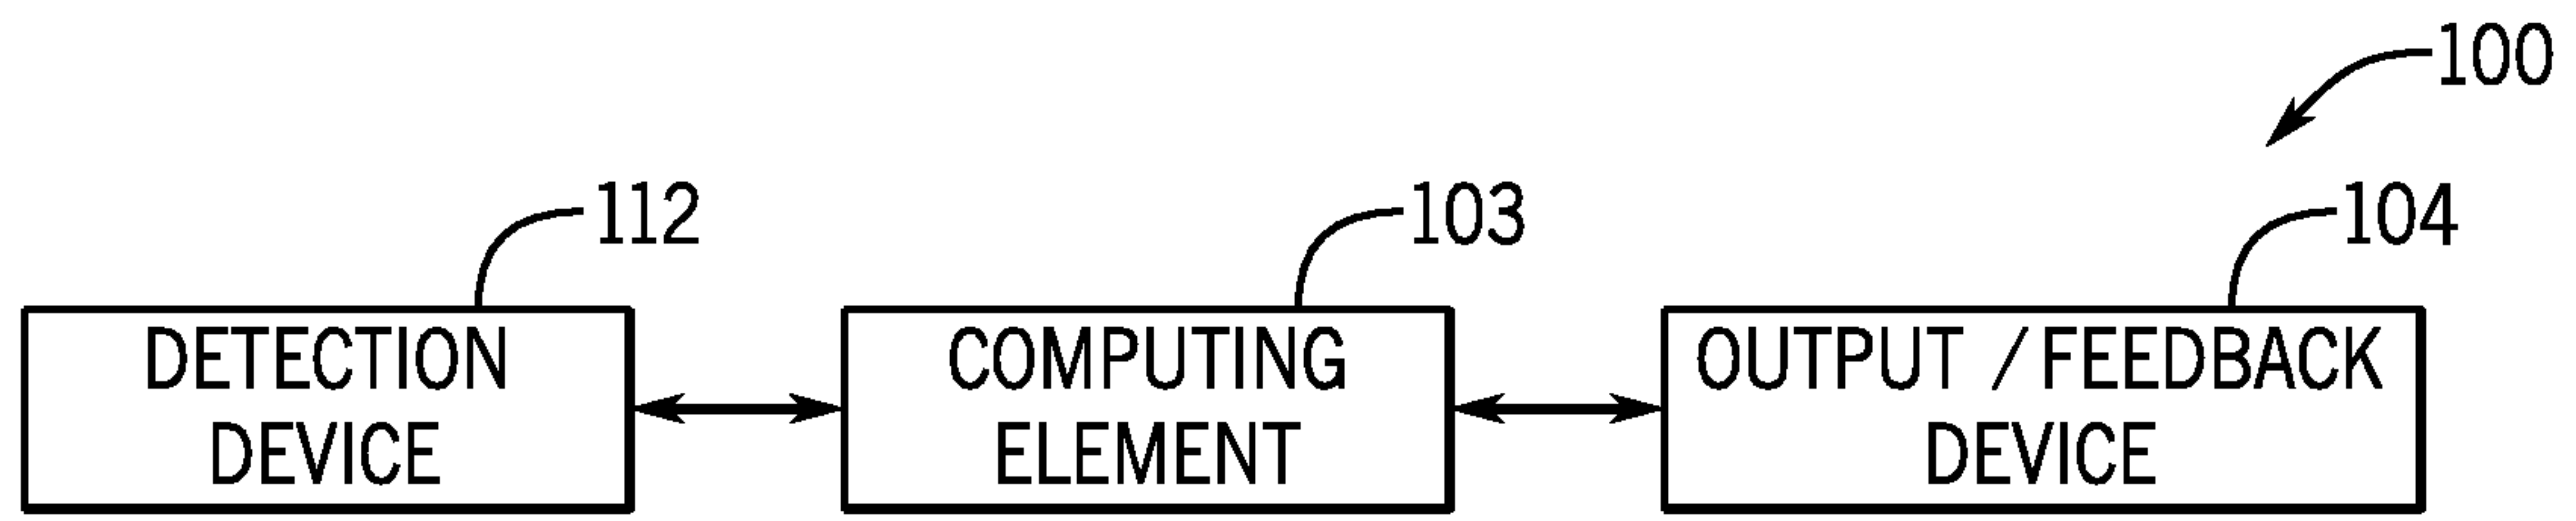 100
112
103
104
DETECTION
DEVICE
COMPUTING
ELEMENT
OUTPUT /FEEDBACK
DEVICE